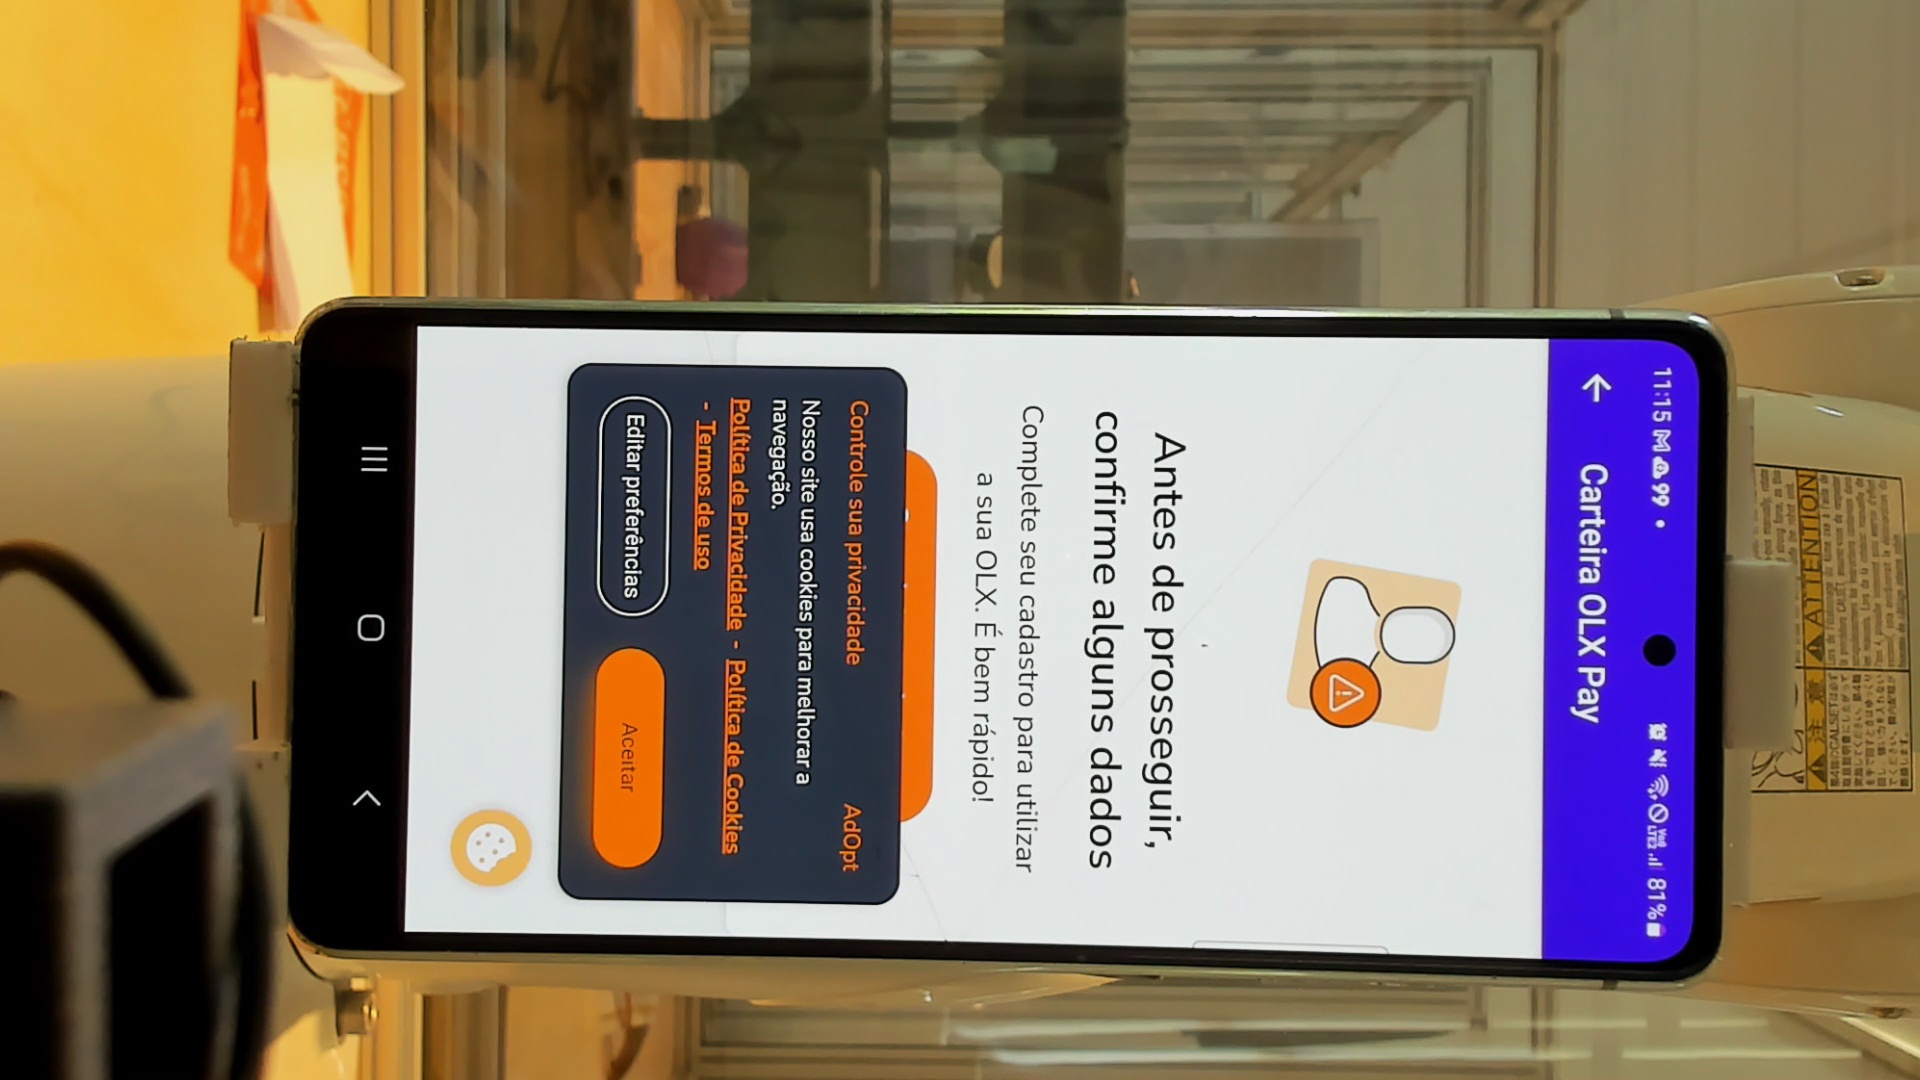 11:15 99 81%
Carteira OLX Pay
Antes de prosseguir,
confirme alguns dados
Complete seu cadastro para utilizar
a sua OLX. É bem rápido!
Controle sua privacidade AdOpt
Nosso site usa cookies para melhorar a
navegação.
Política de Privacidade - Política de Cookies
- Termos de uso
Editar preferências Aceitar
ATTENTION